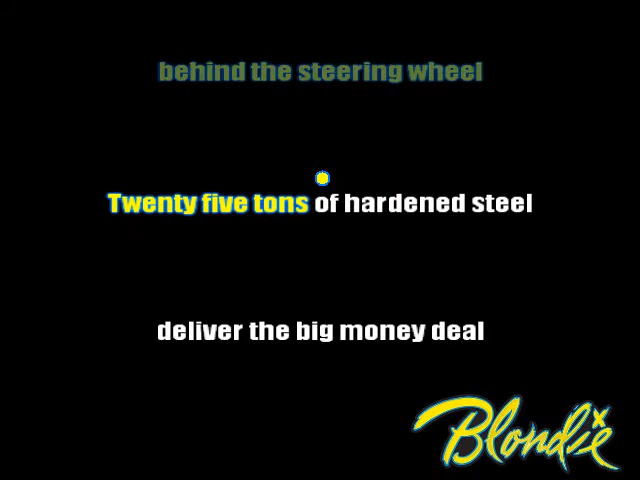 behind the steering wheel
Twenty five tons of hardened steel
deliver the big money deal
Blondie